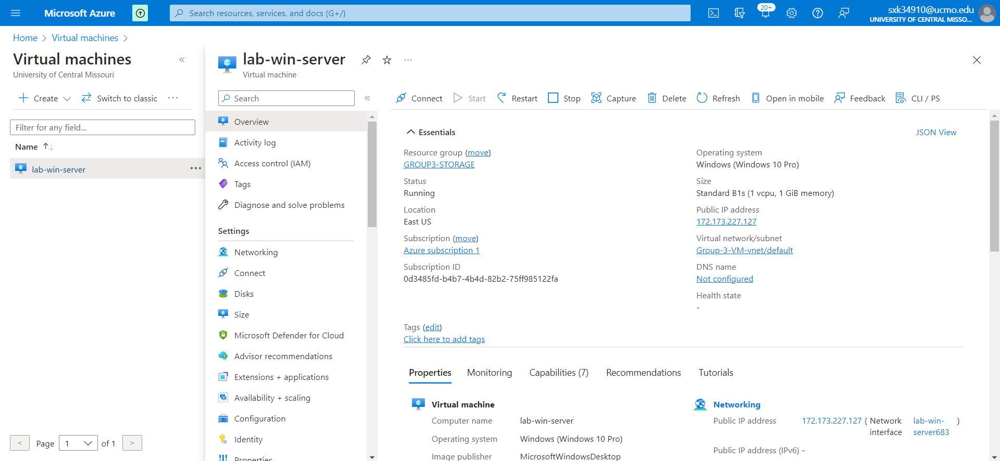 Microsoft Azure
Search resources, services, and docs (G+/)
20+
sxk34910@ucmo.edu
UNIVERSITY OF CENTRAL MISSO...
Home > Virtual machines >
Virtual machines «
University of Central Missouri
+ Create Switch to classic ...
Filter for any field...
Name ↑↓
lab-win-server ...
< Page 1 of 1 >
lab-win-server ...
Virtual machine
Search «
Overview
Activity log
Access control (IAM)
Tags
Diagnose and solve problems
Settings
Networking
Connect
Disks
Size
Microsoft Defender for Cloud
Advisor recommendations
Extensions + applications
Availability + scaling
Configuration
Identity
Properties
Connect Start Restart Stop Capture Delete Refresh Open in mobile Feedback CLI / PS
Essentials JSON View
Resource group (move)
GROUP3-STORAGE
Status
Running
Location
East US
Subscription (move)
Azure subscription 1
Subscription ID
0d3485fd-b4b7-4b4d-82b2-75ff985122fa
Operating system
Windows (Windows 10 Pro)
Size
Standard B1s (1 vcpu, 1 GiB memory)
Public IP address
172.173.227.127
Virtual network/subnet
Group-3-VM-vnet/default
DNS name
Not configured
Health state
-
Tags (edit)
Click here to add tags
Properties Monitoring Capabilities (7) Recommendations Tutorials
Virtual machine
Computer name lab-win-server
Operating system Windows (Windows 10 Pro)
Image publisher MicrosoftWindowsDesktop
Networking
Public IP address 172.173.227.127 ( Network interface lab-win-server683 )
Public IP address (IPv6) -